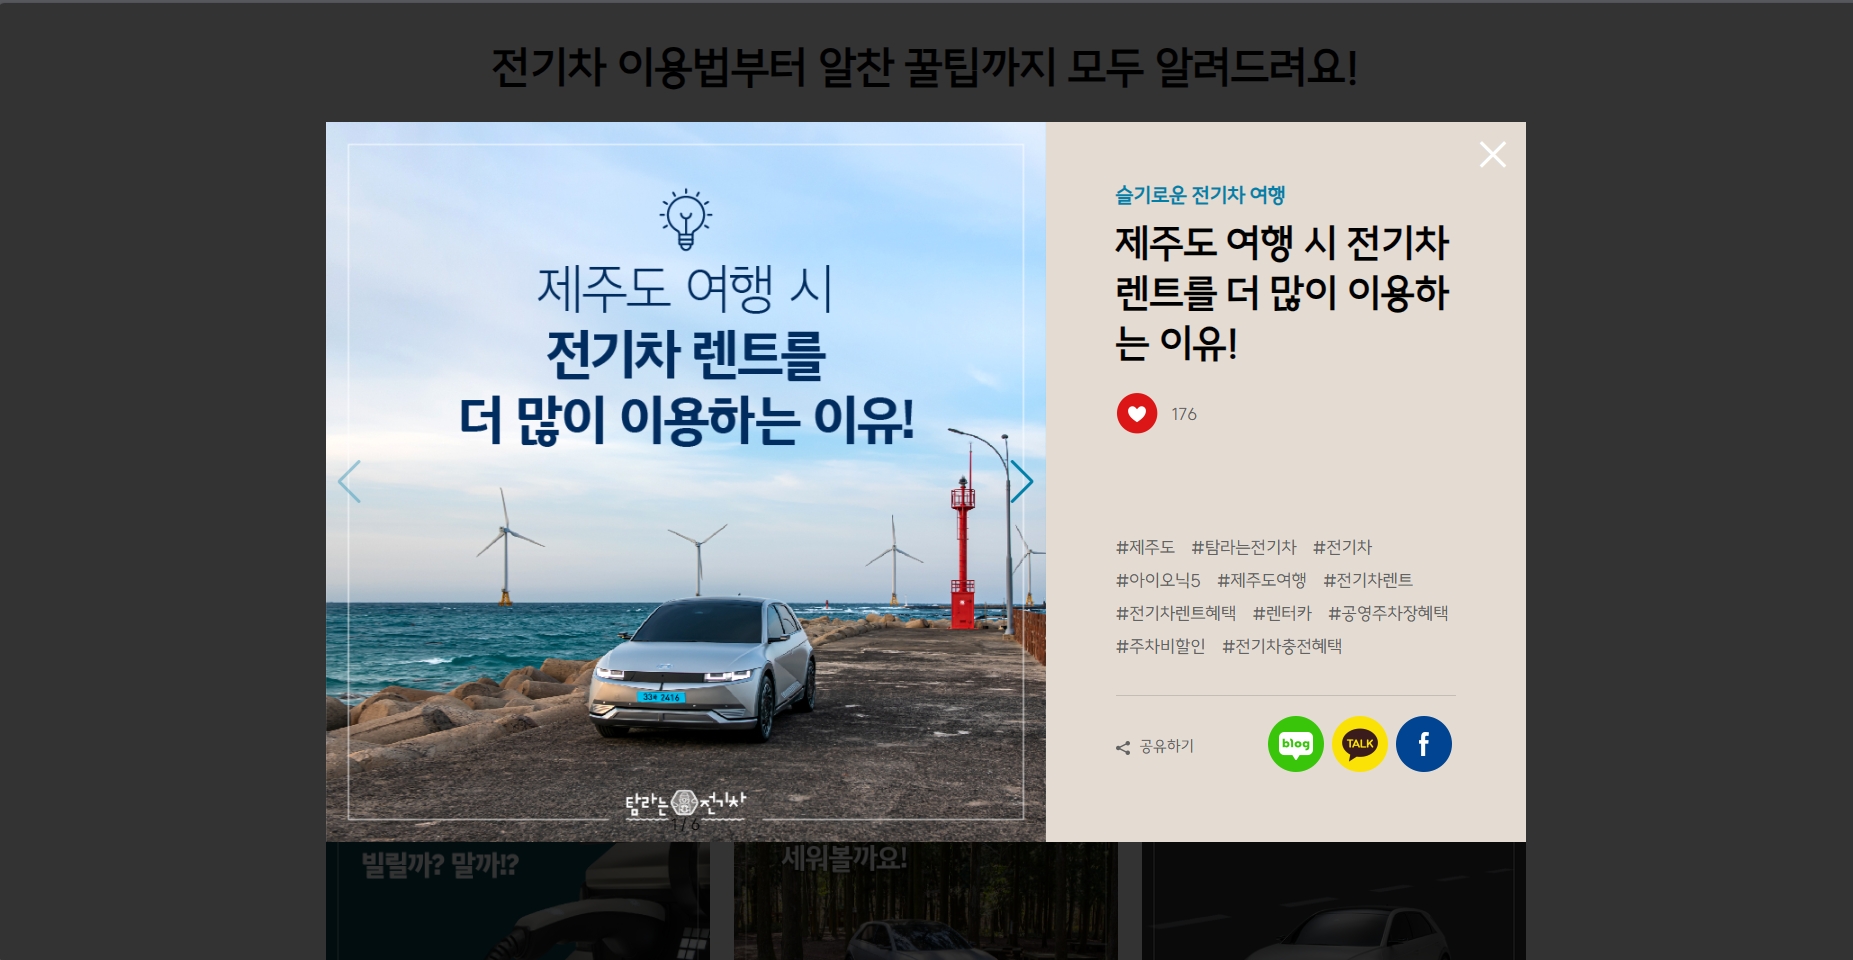 전기차 이용법부터 알찬 꿀팁까지 모두 알려드려요!
제주도 여행 시
전기차 렌트를
더 많이 이용하는 이유!
33 2416
탐라는 전기차
1 / 6
슬기로운 전기차 여행
제주도 여행 시 전기차
렌트를 더 많이 이용하
는 이유!
176
#제주도 #탐라는전기차 #전기차
#아이오닉5 #제주도여행 #전기차렌트
#전기차렌트혜택 #렌터카 #공영주차장혜택
#주차비할인 #전기차충전혜택
공유하기
blog
TALK
f
빌릴까? 말까!?
세워볼까요!